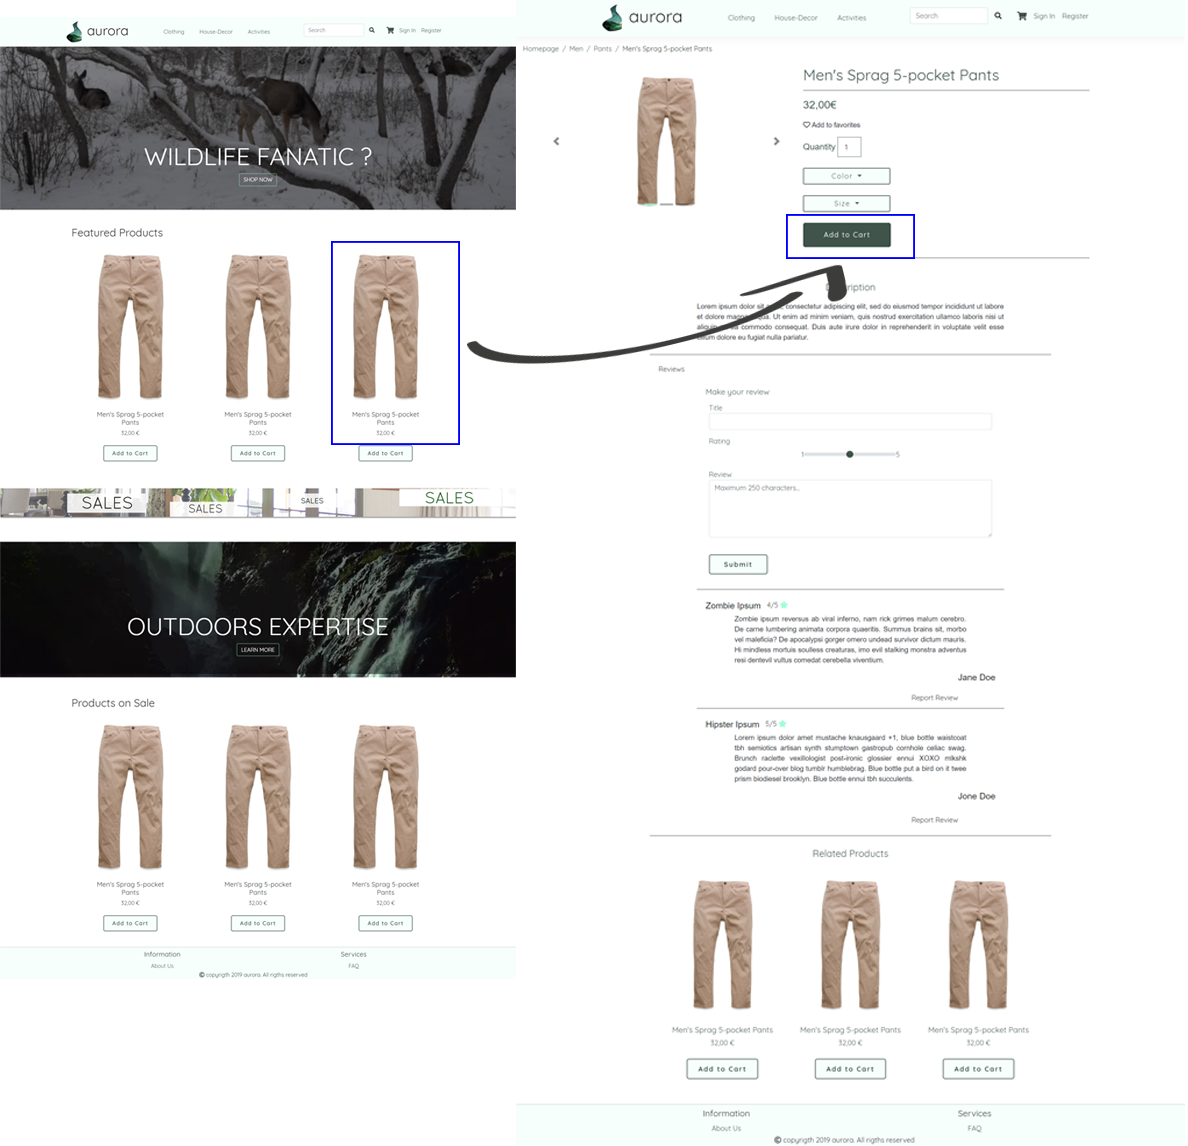 aurora
Clothing House-Decor Activities
Search
Sign In Register
WILDLIFE FANATIC ?
SHOP NOW
Featured Products
Men's Sprag 5-pocket Pants
32,00 €
Add to Cart
Men's Sprag 5-pocket Pants
32,00 €
Add to Cart
Men's Sprag 5-pocket Pants
32,00 €
Add to Cart
SALES
SALES
SALES
SALES
OUTDOORS EXPERTISE
LEARN MORE
Products on Sale
Men's Sprag 5-pocket Pants
32,00 €
Add to Cart
Men's Sprag 5-pocket Pants
32,00 €
Add to Cart
Men's Sprag 5-pocket Pants
32,00 €
Add to Cart
Information Services
About Us FAQ
© copyrigth 2019 aurora. All rigths reserved
aurora
Clothing House-Decor Activities
Search
Sign In Register
Homepage / Men / Pants / Men's Sprag 5-pocket Pants
Men's Sprag 5-pocket Pants
32,00€
Add to favorites
Quantity 1
Color
Size
Add to Cart
Lorem ipsum dolor sit consectetur adipiscing elit, sed do eiusmod tempor incididunt ut labore
et dolore magna Ut enim ad minim veniam, quis nostrud exercitation ullamco laboris nisi ut
commodo consequat. Duis aute irure dolor in reprehenderit in voluptate velit esse
dolore eu fugiat nulla pariatur.
Reviews
Make your review
Title
Rating
1 5
Review
Maximum 250 characters...
Submit
Zombie Ipsum 4/5
Zombie ipsum reversus ab viral inferno, nam rick grimes malum cerebro.
De carne lumbering animata corpora quaeritis. Summus brains sit, morbo
vel maleficia? De apocalypsi gorger omero undead survivor dictum mauris.
Hi mindless mortuis soulless creaturas, imo evil stalking monstra adventus
resi dentevil vultus comedat cerebella viventium.
Jane Doe
Report Review
Hipster Ipsum 5/5
Lorem ipsum dolor amet mustache knausgaard +1, blue bottle waistcoat
tbh semiotics artisan synth stumptown gastropub cornhole celiac swag.
Brunch raclette vexillologist post-ironic glossier ennui XOXO mlkshk
godard pour-over blog tumblr humblebrag. Blue bottle put a bird on it twee
prism biodiesel brooklyn. Blue bottle ennui tbh succulents.
Jone Doe
Report Review
Related Products
Men's Sprag 5-pocket Pants
32,00 €
Add to Cart
Men's Sprag 5-pocket Pants
32,00 €
Add to Cart
Men's Sprag 5-pocket Pants
32,00 €
Add to Cart
Information Services
About Us FAQ
© copyrigth 2019 aurora. All rigths reserved